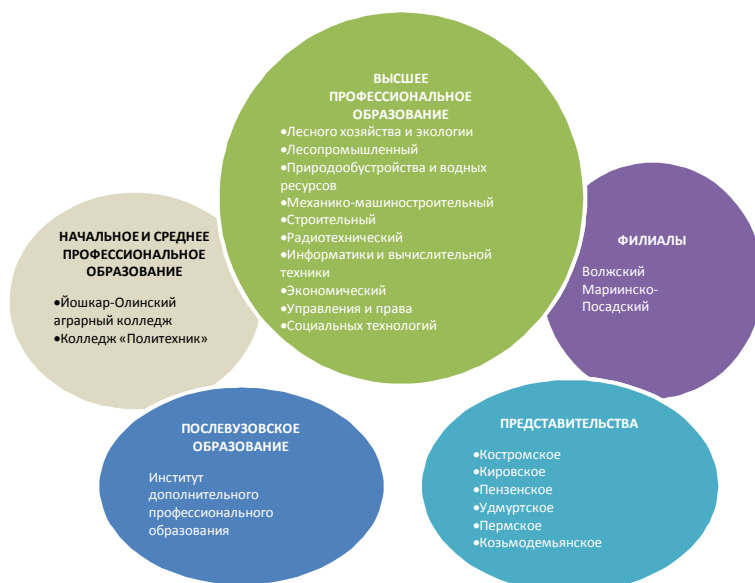 ВЫСШЕЕ
ПРОФЕССИОНАЛЬНОЕ
ОБРАЗОВАНИЕ
•Лесного хозяйства и экологии
•Лесопромышленный
•Природообустройства и водных
ресурсов
•Механико-машиностроительный
•Строительный
•Радиотехнический
•Информатики и вычислительной
техники
•Экономический
•Управления и права
•Социальных технологий
НАЧАЛЬНОЕ И СРЕДНЕЕ
ПРОФЕССИОНАЛЬНОЕ
ОБРАЗОВАНИЕ
•Йошкар-Олинский
аграрный колледж
•Колледж «Политехник»
ФИЛИАЛЫ
Волжский
Мариинско-
Посадский
ПОСЛЕВУЗОВСКОЕ
ОБРАЗОВАНИЕ
Институт
дополнительного
профессионального
образования
ПРЕДСТАВИТЕЛЬСТВА
•Костромское
•Кировское
•Пензенское
•Удмуртское
•Пермское
•Козьмодемьянское